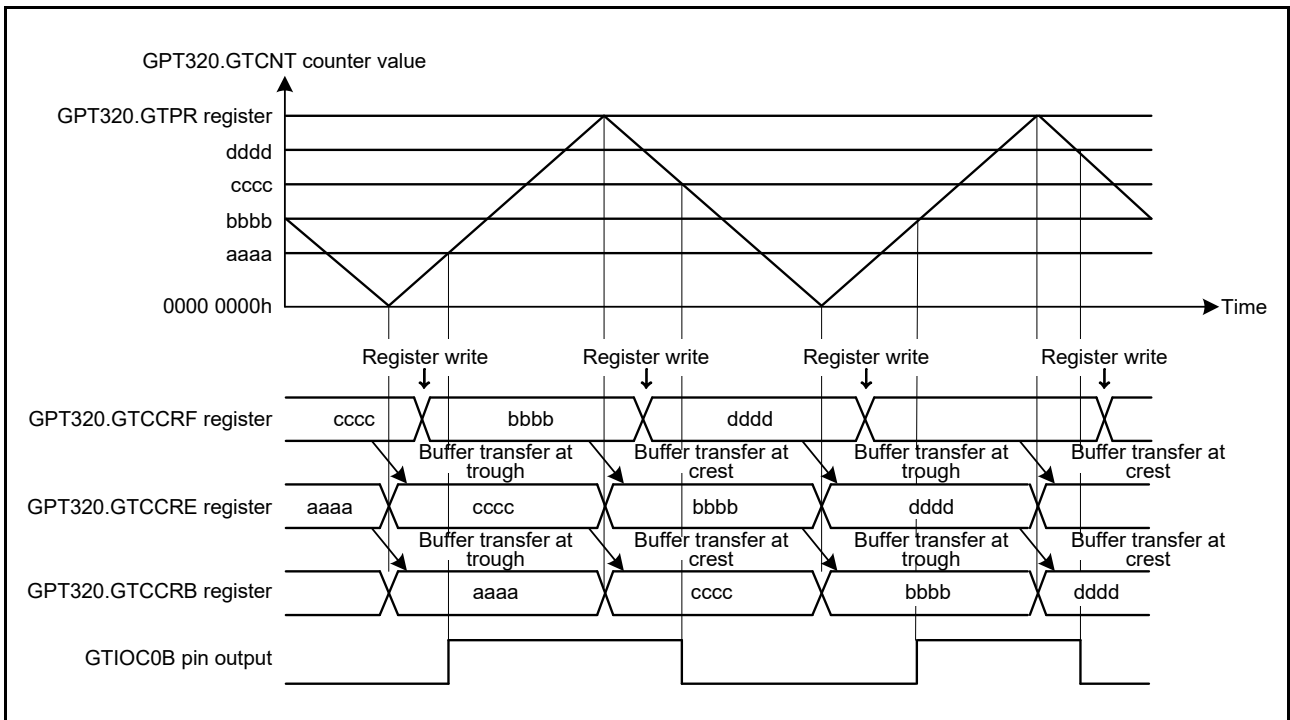 GPT320.GTCNT counter value
GPT320.GTPR register
dddd
cccc
bbbb
aaaa
0000 0000h
Time
Register write Register write Register write Register write
GPT320.GTCCRF register cccc bbbb dddd
Buffer transfer at Buffer transfer at Buffer transfer at Buffer transfer at
trough crest trough crest
GPT320.GTCCRE register aaaa cccc bbbb dddd
Buffer transfer at Buffer transfer at Buffer transfer at Buffer transfer at
trough crest trough crest
GPT320.GTCCRB register aaaa cccc bbbb dddd
GTIOC0B pin output